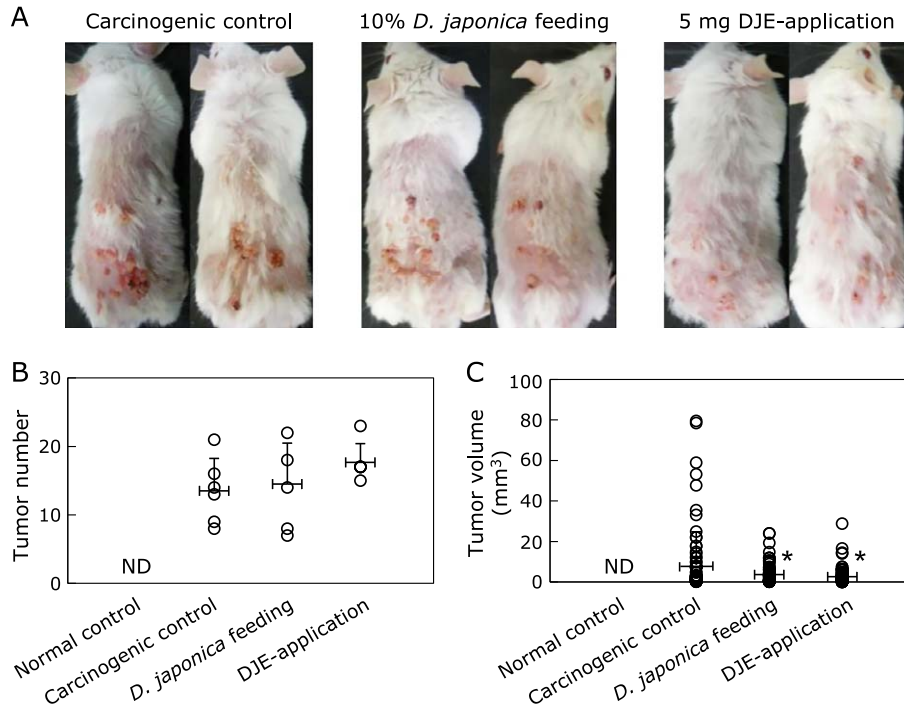 A
Carcinogenic control
10% D. japonica feeding
5 mg DJE-application
B
30
20
10
0
Tumor number
ND
Normal control
Carcinogenic control
D. japonica feeding
DJE-application
C
100
80
60
40
20
0
Tumor volume
(mm³)
ND
*
*
Normal control
Carcinogenic control
D. japonica feeding
DJE-application